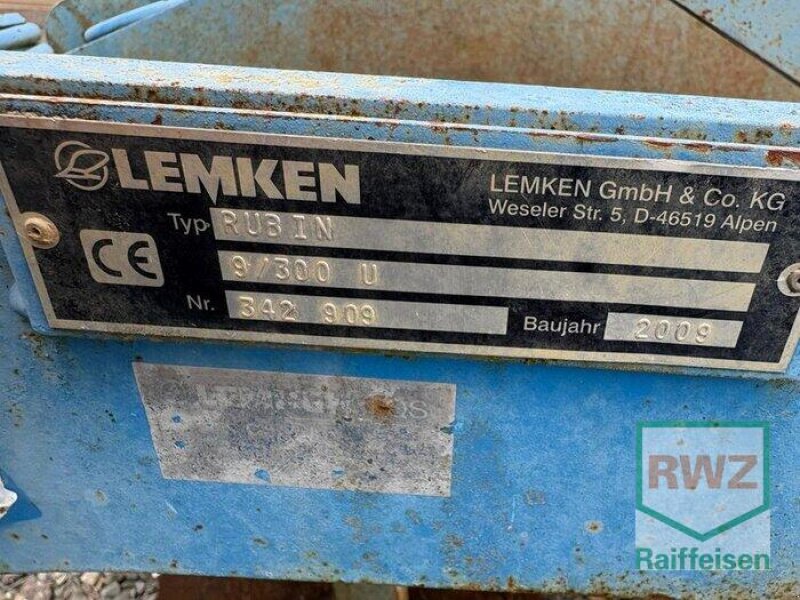 LEMKEN
LEMKEN GmbH & Co. KG
Weseler Str. 5, D-46519 Alpen
Typ RUBIN
CE
9/300 U
Nr. 342 909
Baujahr 2009
RWZ
Raiffeisen